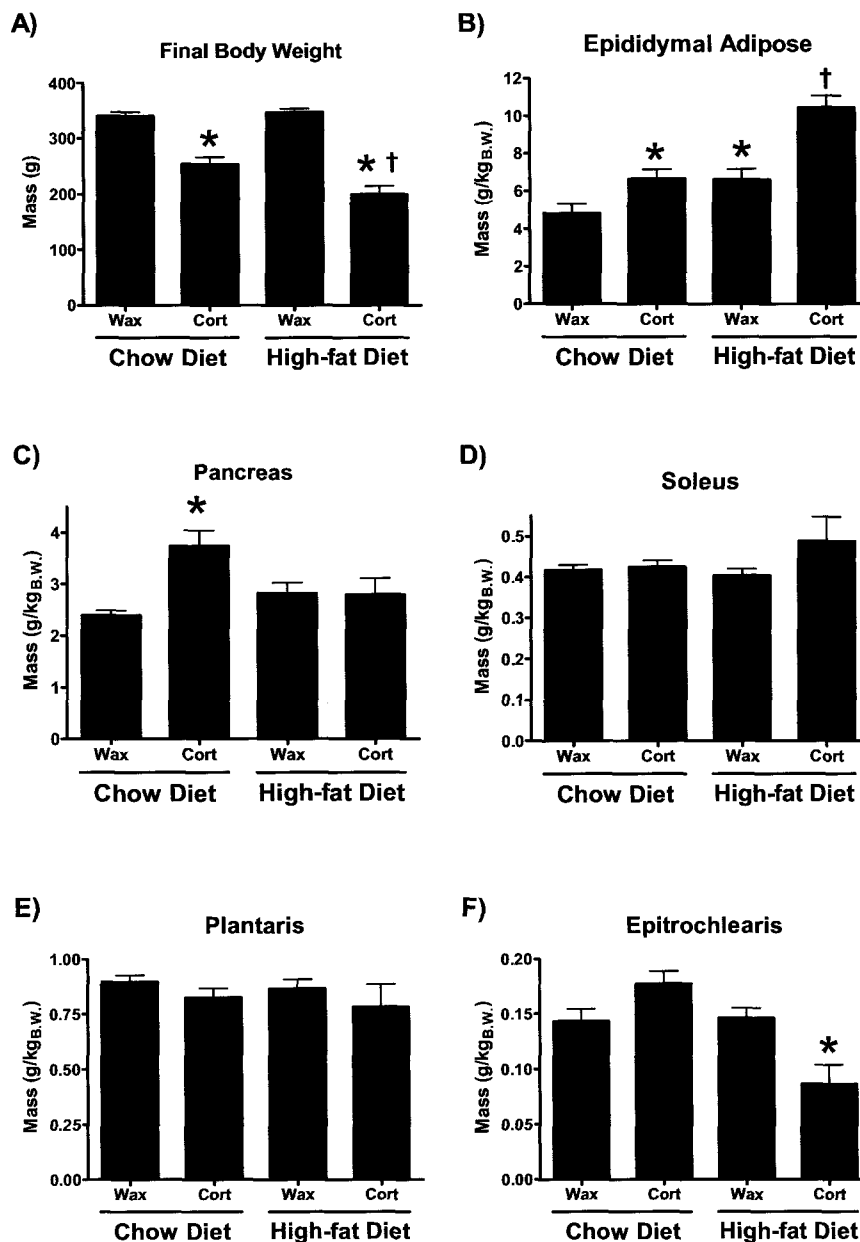 A)
Final Body Weight
Mass (g)
400
300
200
100
0
*
* †
Wax Cort Wax Cort
Chow Diet High-fat Diet
B)
Epididymal Adipose
Mass (g/kgB.W.)
12
10
8
6
4
2
0
*
*
†
Wax Cort Wax Cort
Chow Diet High-fat Diet
C)
Pancreas
Mass (g/kgB.W.)
4
3
2
1
0
*
Wax Cort Wax Cort
Chow Diet High-fat Diet
D)
Soleus
Mass (g/kgB.W.)
0.5
0.4
0.3
0.2
0.1
0.0
Wax Cort Wax Cort
Chow Diet High-fat Diet
E)
Plantaris
Mass (g/kgB.W.)
1.00
0.75
0.50
0.25
0.00
Wax Cort Wax Cort
Chow Diet High-fat Diet
F)
Epitrochlearis
Mass (g/kgB.W.)
0.20
0.15
0.10
0.05
0.00
*
Wax Cort Wax Cort
Chow Diet High-fat Diet